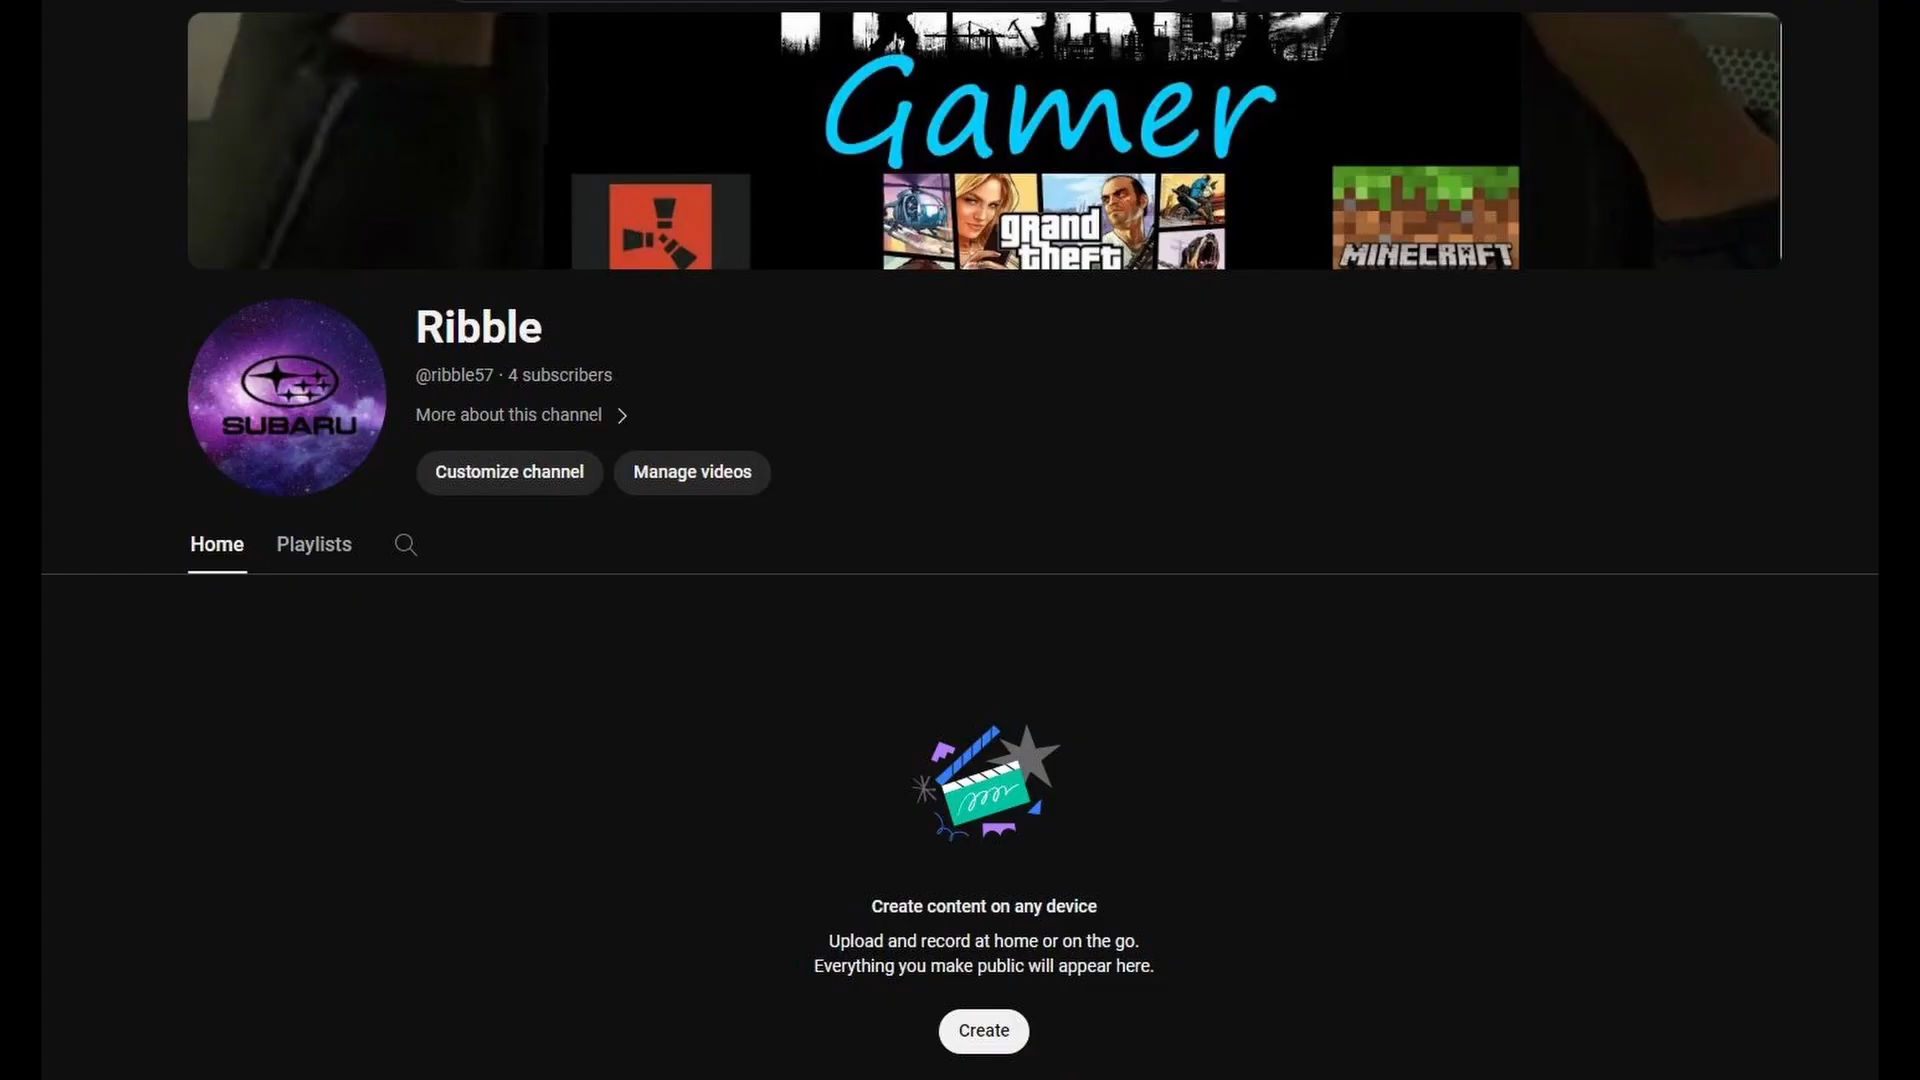 Gamer
grand
theft
MINECRAFT
Ribble
SUBARU
@ribble57 · 4 subscribers
More about this channel
Customize channel
Manage videos
Home
Playlists
Create content on any device
Upload and record at home or on the go.
Everything you make public will appear here.
Create